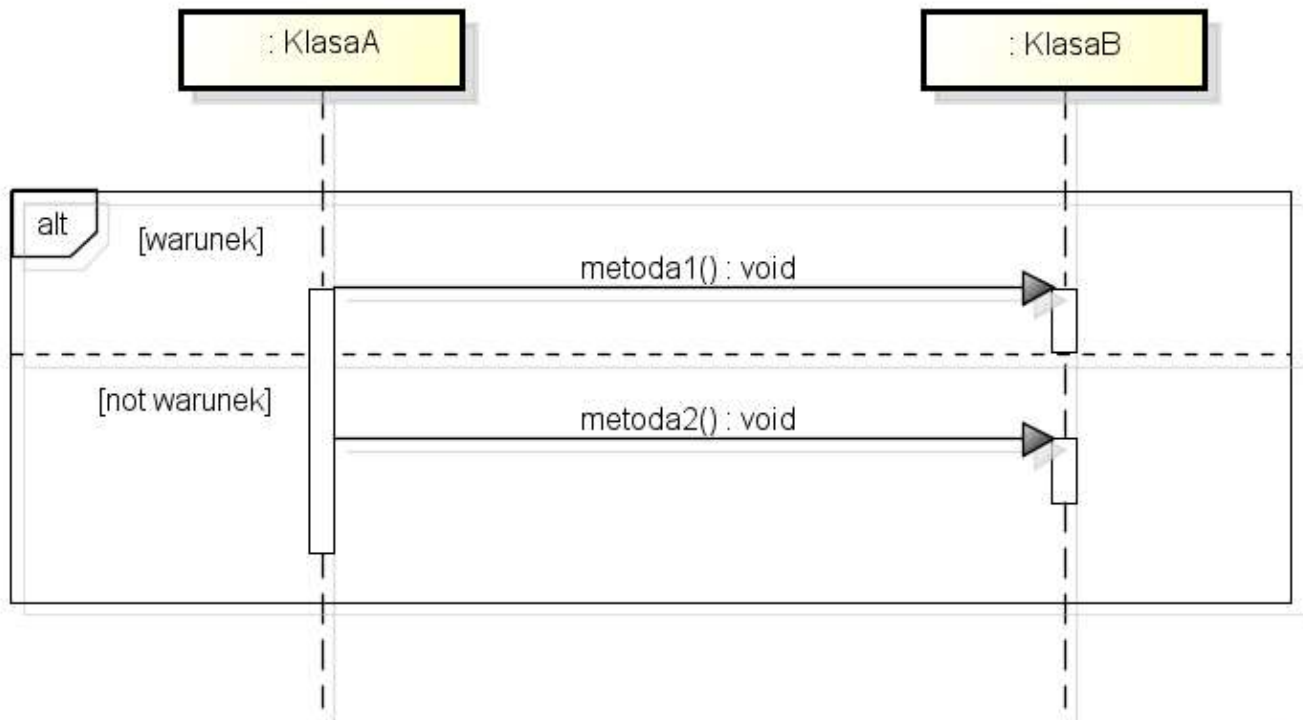 : KlasaA
: KlasaB
alt
[warunek]
metoda1() : void
[not warunek]
metoda2() : void